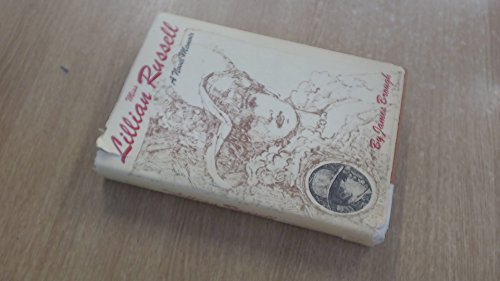 Miss
Lillian Russell
A Novel Memoir
By James Brough